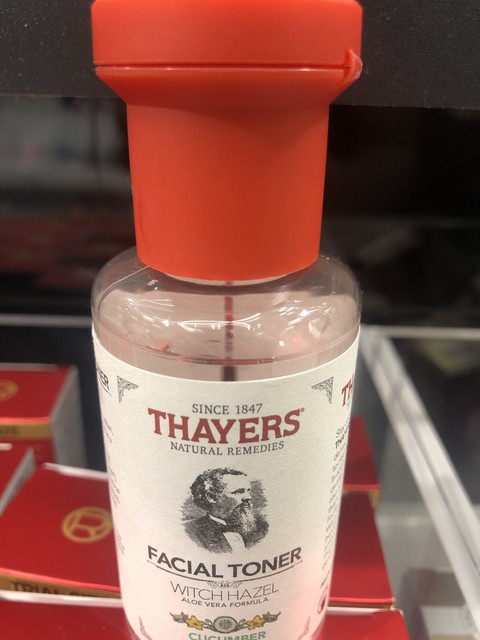 SINCE 1847
THAYERS
NATURAL REMEDIES
FACIAL TONER
WITCH HAZEL
ALOE VERA FORMULA
CUCUMBER